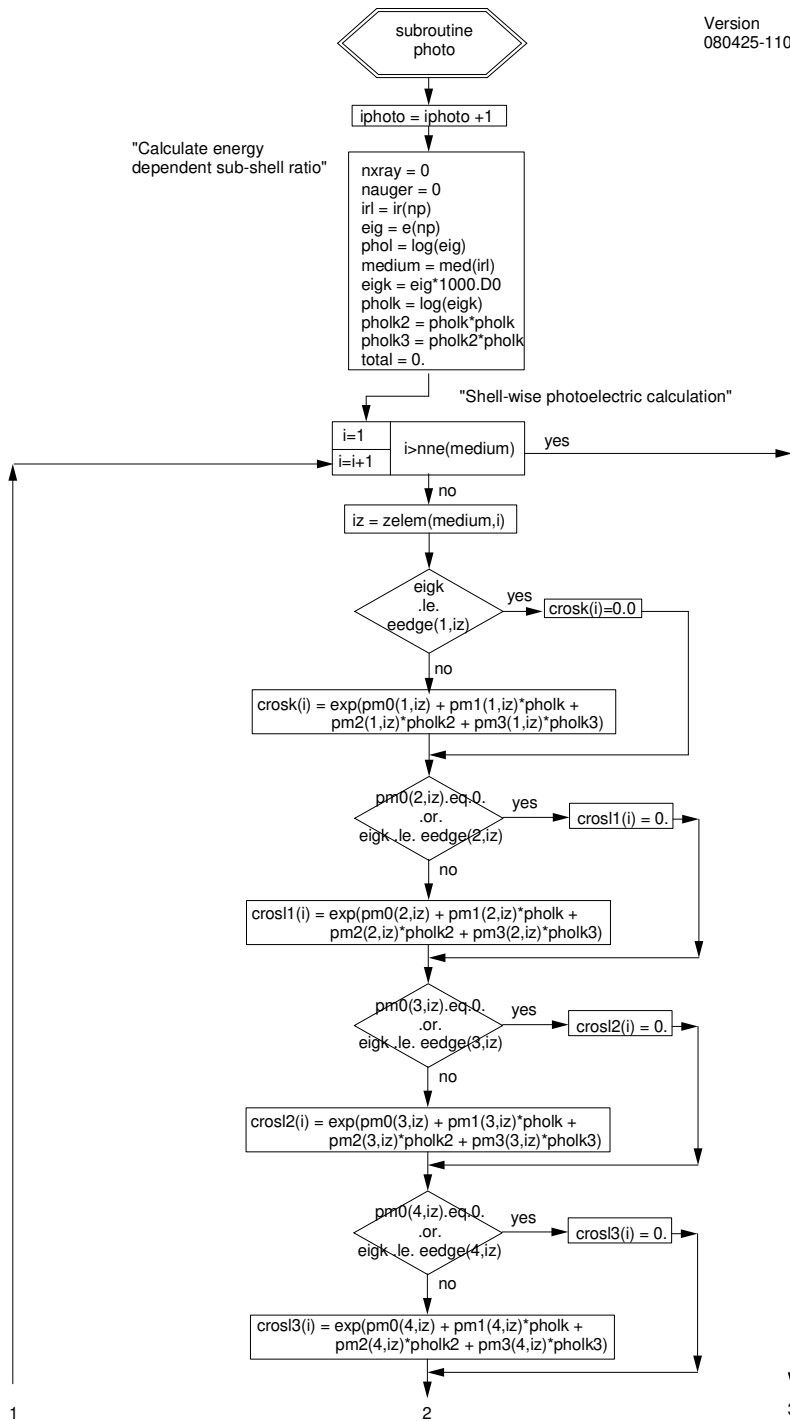 subroutine
photo
Version
080425-110
iphoto = iphoto +1
"Calculate energy
dependent sub-shell ratio"
nxray = 0
nauger = 0
irl = ir(np)
eig = e(np)
phol = log(eig)
medium = med(irl)
eigk = eig*1000.D0
pholk = log(eigk)
pholk2 = pholk*pholk
pholk3 = pholk2*pholk
total = 0.
"Shell-wise photoelectric calculation"
i=1
i=i+1
i>nne(medium)
yes
no
iz = zelem(medium,i)
eigk
.le.
eedge(1,iz)
yes
crosk(i)=0.0
no
crosk(i) = exp(pm0(1,iz) + pm1(1,iz)*pholk +
pm2(1,iz)*pholk2 + pm3(1,iz)*pholk3)
pm0(2,iz).eq.0.
.or.
eigk .le. eedge(2,iz)
yes
crosl1(i) = 0.
no
crosl1(i) = exp(pm0(2,iz) + pm1(2,iz)*pholk +
pm2(2,iz)*pholk2 + pm3(2,iz)*pholk3)
pm0(3,iz).eq.0.
.or.
eigk .le. eedge(3,iz)
yes
crosl2(i) = 0.
no
crosl2(i) = exp(pm0(3,iz) + pm1(3,iz)*pholk +
pm2(3,iz)*pholk2 + pm3(3,iz)*pholk3)
pm0(4,iz).eq.0.
.or.
eigk .le. eedge(4,iz)
yes
crosl3(i) = 0.
no
crosl3(i) = exp(pm0(4,iz) + pm1(4,iz)*pholk +
pm2(4,iz)*pholk2 + pm3(4,iz)*pholk3)
1
2
3